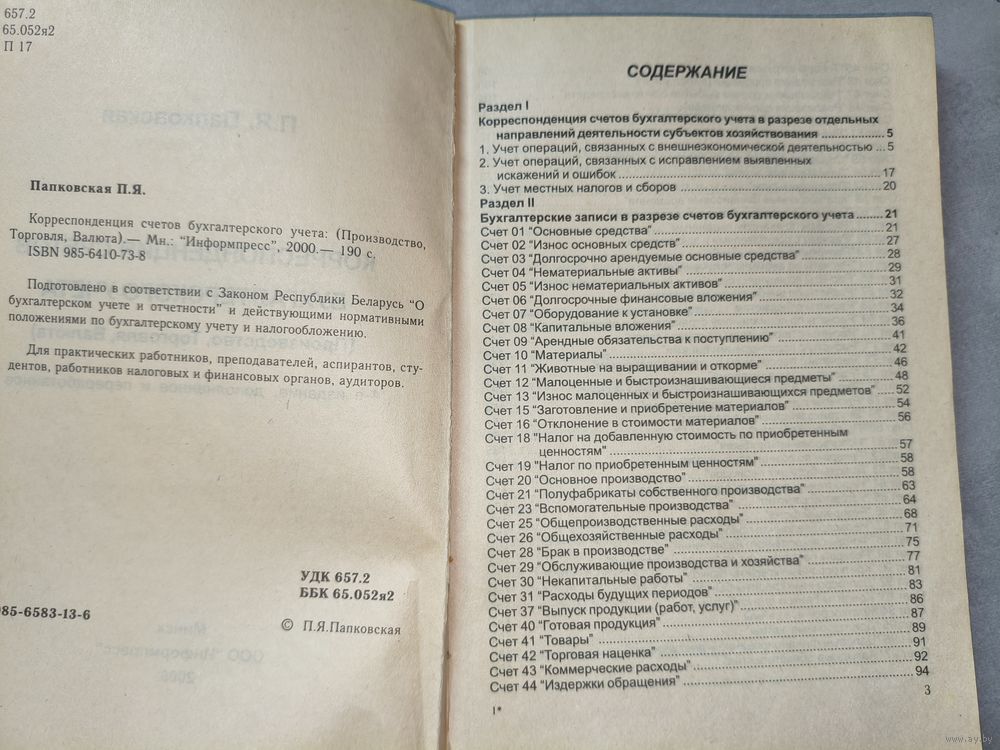 657.2
65.052я2
П 17
Папковская П.Я.
Корреспонденция счетов бухгалтерского учета: (Производство,
Торговля, Валюта).— Мн.: “Информпресс”, 2000.— 190 с.
ISBN 985-6410-73-8
Подготовлено в соответствии с Законом Республики Беларусь “О
бухгалтерском учете и отчетности” и действующими нормативными
положениями по бухгалтерскому учету и налогообложению.
Для практических работников, преподавателей, аспирантов, сту-
дентов, работников налоговых и финансовых органов, аудиторов.
УДК 657.2
ББК 65.052я2
985-6583-13-6
© П.Я.Папковская
СОДЕРЖАНИЕ
Раздел I
Корреспонденция счетов бухгалтерского учета в разрезе отдельных
направлений деятельности субъектов хозяйствования ................... 5
1. Учет операций, связанных с внешнеэкономической деятельностью ... 5
2. Учет операций, связанных с исправлением выявленных
искажений и ошибок ........................ 17
3. Учет местных налогов и сборов ........................ 20
Раздел II
Бухгалтерские записи в разрезе счетов бухгалтерского учета ........ 21
Счет 01 “Основные средства” ........................ 21
Счет 02 “Износ основных средств” ........................ 27
Счет 03 “Долгосрочно арендуемые основные средства” ........................ 28
Счет 04 “Нематериальные активы” ........................ 29
Счет 05 “Износ нематериальных активов” ........................ 31
Счет 06 “Долгосрочные финансовые вложения” ........................ 32
Счет 07 “Оборудование к установке” ........................ 34
Счет 08 “Капитальные вложения” ........................ 36
Счет 09 “Арендные обязательства к поступлению” ........................ 41
Счет 10 “Материалы” ........................ 42
Счет 11 “Животные на выращивании и откорме” ........................ 46
Счет 12 “Малоценные и быстроизнашивающиеся предметы” ............ 48
Счет 13 “Износ малоценных и быстроизнашивающихся предметов” ..... 52
Счет 15 “Заготовление и приобретение материалов” ........................ 54
Счет 16 “Отклонение в стоимости материалов” ........................ 56
Счет 18 “Налог на добавленную стоимость по приобретенным
ценностям” ........................ 57
Счет 19 “Налог по приобретенным ценностям” ........................ 58
Счет 20 “Основное производство” ........................ 58
Счет 21 “Полуфабрикаты собственного производства” ........................ 63
Счет 23 “Вспомогательные производства” ........................ 64
Счет 25 “Общепроизводственные расходы” ........................ 68
Счет 26 “Общехозяйственные расходы” ........................ 71
Счет 28 “Брак в производстве” ........................ 75
Счет 29 “Обслуживающие производства и хозяйства” ........................ 77
Счет 30 “Некапитальные работы” ........................ 81
Счет 31 “Расходы будущих периодов” ........................ 83
Счет 37 “Выпуск продукции (работ, услуг)” ........................ 86
Счет 40 “Готовая продукция” ........................ 87
Счет 41 “Товары” ........................ 89
Счет 42 “Торговая наценка” ........................ 91
Счет 43 “Коммерческие расходы” ........................ 92
Счет 44 “Издержки обращения” ........................ 94
3
1*
www.ay.by